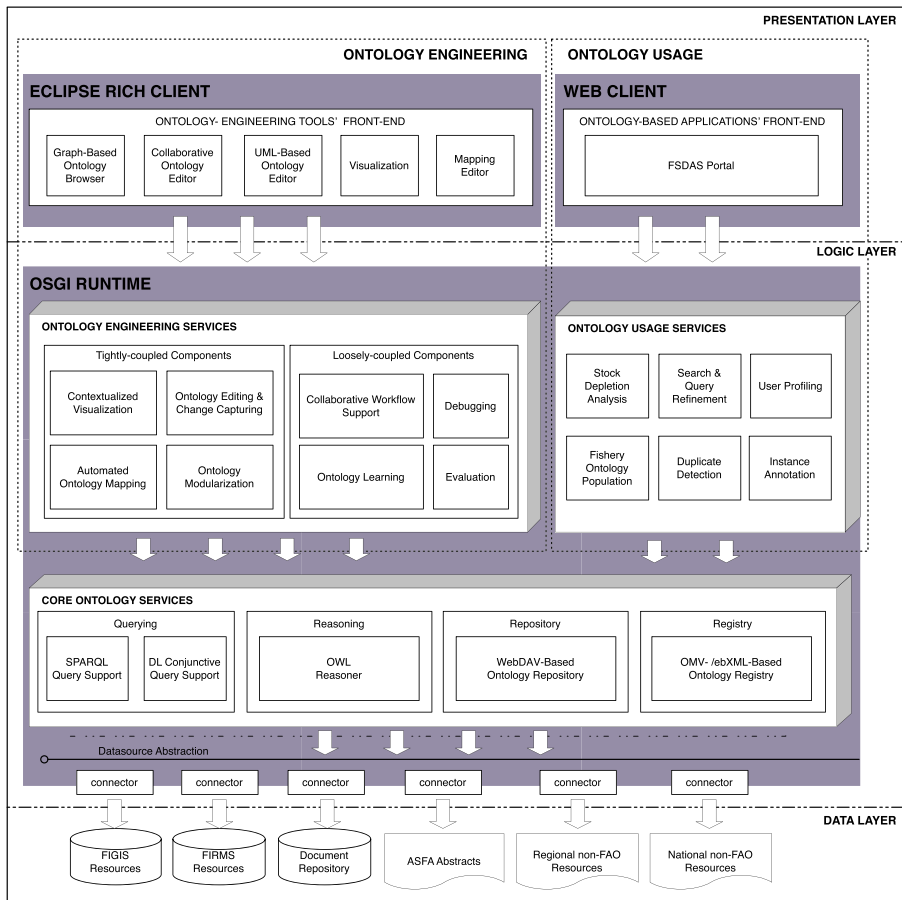 PRESENTATION LAYER
ONTOLOGY ENGINEERING
ONTOLOGY USAGE
ECLIPSE RICH CLIENT
WEB CLIENT
ONTOLOGY- ENGINEERING TOOLS' FRONT-END
Graph-Based
Ontology
Browser
Collaborative
Ontology
Editor
UML-Based
Ontology
Editor
Visualization
Mapping
Editor
ONTOLOGY-BASED APPLICATIONS' FRONT-END
FSDAS Portal
LOGIC LAYER
OSGI RUNTIME
ONTOLOGY ENGINEERING SERVICES
Tightly-coupled Components
Contextualized
Visualization
Ontology Editing &
Change Capturing
Automated
Ontology Mapping
Ontology
Modularization
Loosely-coupled Components
Collaborative Workflow
Support
Debugging
Ontology Learning
Evaluation
ONTOLOGY USAGE SERVICES
Stock
Depletion
Analysis
Search &
Query
Refinement
User Profiling
Fishery
Ontology
Population
Duplicate
Detection
Instance
Annotation
CORE ONTOLOGY SERVICES
Querying
SPARQL
Query Support
DL Conjunctive
Query Support
Reasoning
OWL
Reasoner
Repository
WebDAV-Based
Ontology Repository
Registry
OMV- /ebXML-Based
Ontology Registry
Datasource Abstraction
connector
connector
connector
connector
connector
connector
DATA LAYER
FIGIS
Resources
FIRMS
Resources
Document
Repository
ASFA Abstracts
Regional non-FAO
Resources
National non-FAO
Resources